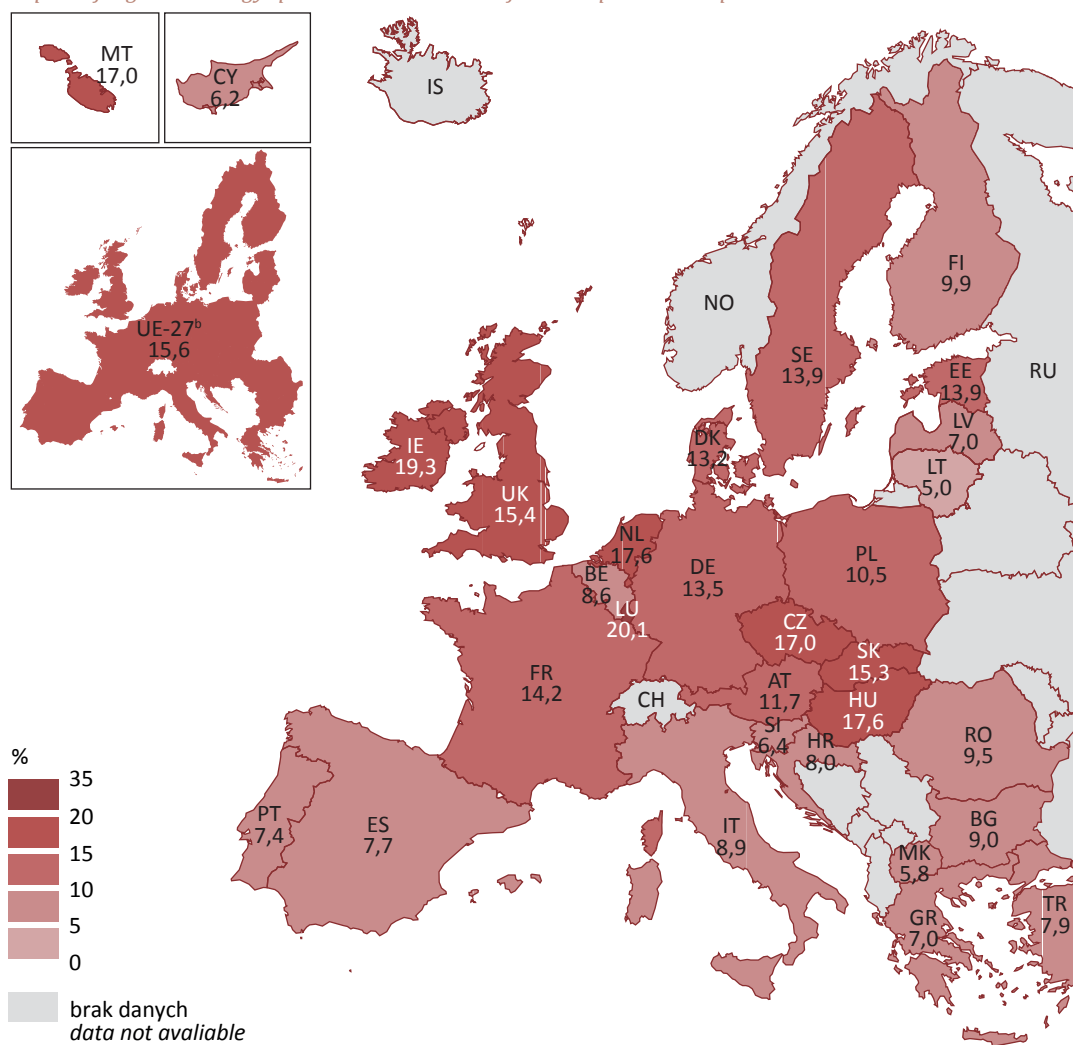 MT
17,0
CY
6,2
IS
UE-27ᵇ
15,6
NO
FI
9,9
SE
13,9
RU
EE
13,9
LV
7,0
LT
5,0
DK
13,2
IE
19,3
UK
15,4
NL
17,6
BE
8,6
LU
20,1
DE
13,5
PL
10,5
CZ
17,0
SK
15,3
FR
14,2
CH
AT
11,7
HU
17,6
SI
6,4
HR
8,0
RO
9,5
PT
7,4
ES
7,7
IT
8,9
BG
9,0
MK
5,8
GR
7,0
TR
7,9
%
35
20
15
10
5
0
brak danych
data not avaliable